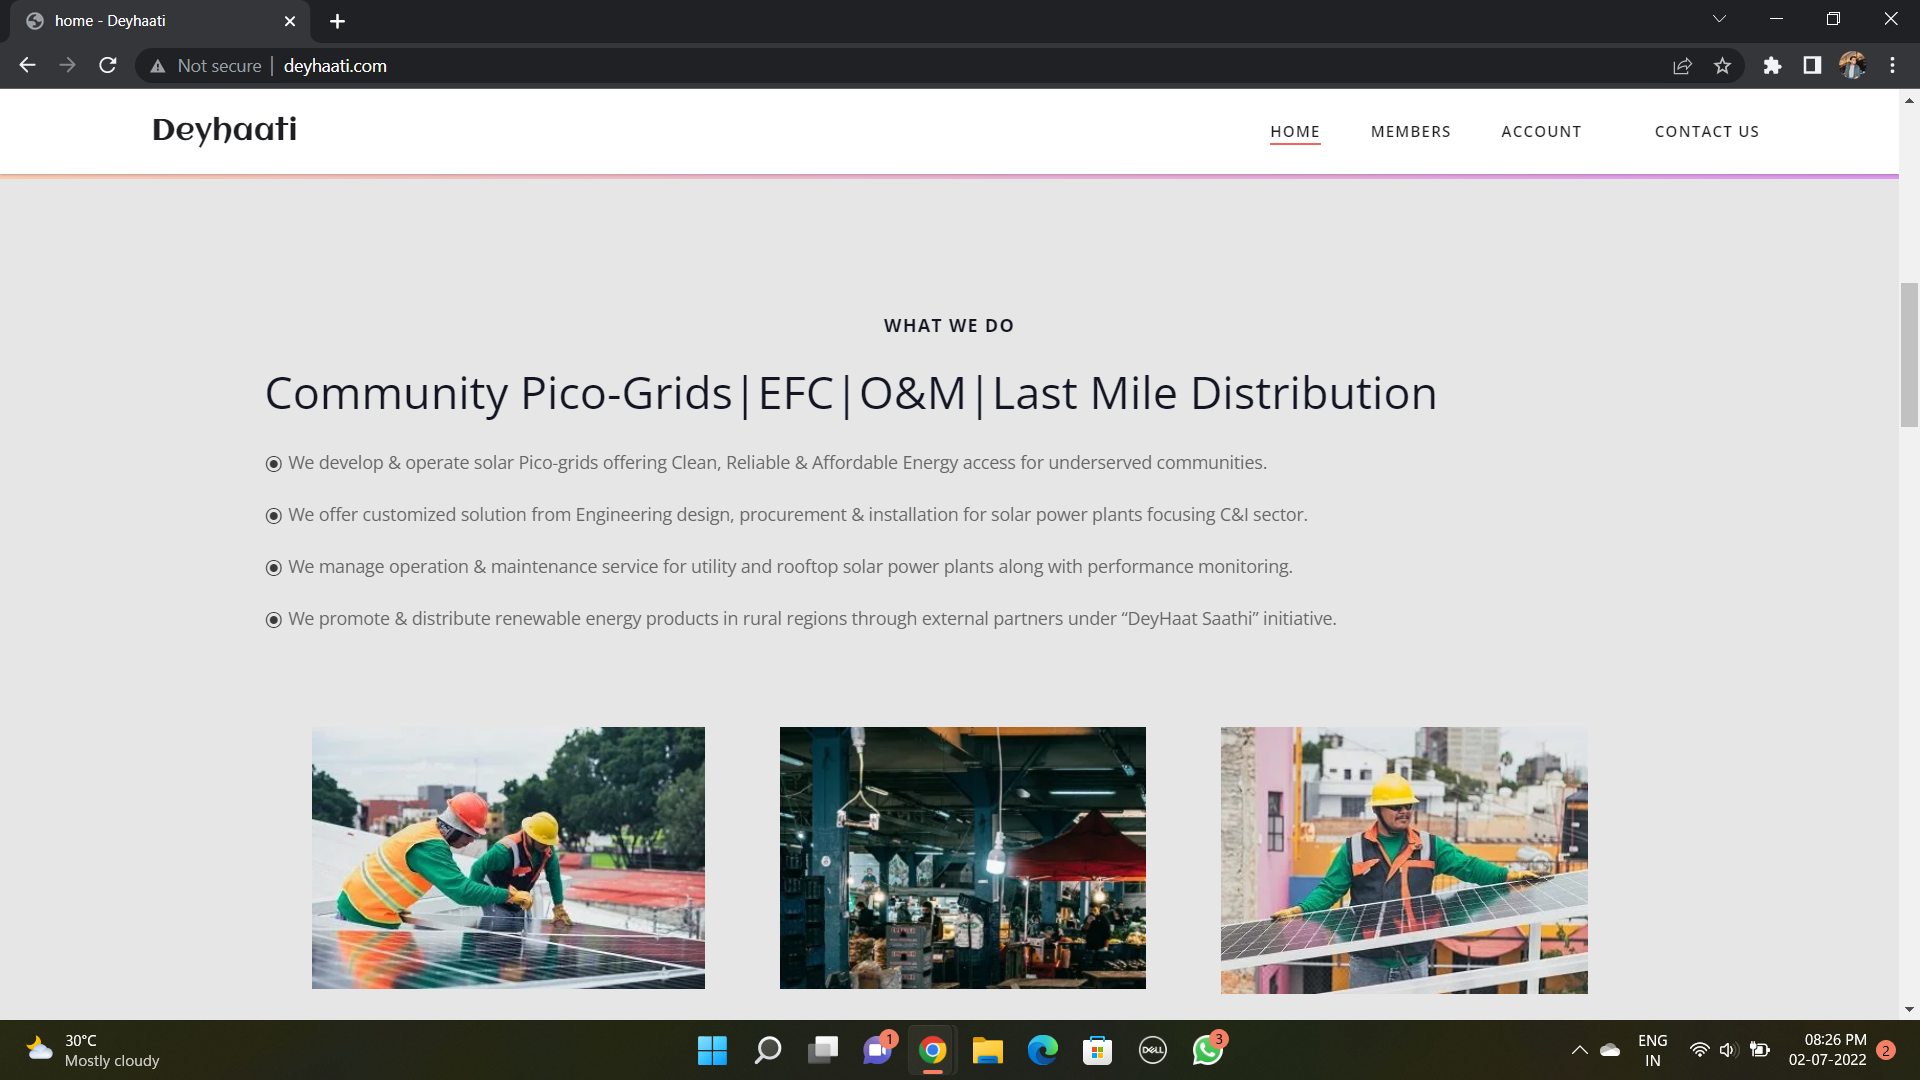 home - Deyhaati
Not secure
deyhaati.com
Deyhaati
HOME
MEMBERS
ACCOUNT
CONTACT US
WHAT WE DO
Community Pico-Grids|EFC|O&M|Last Mile Distribution
We develop & operate solar Pico-grids offering Clean, Reliable & Affordable Energy access for underserved communities.
We offer customized solution from Engineering design, procurement & installation for solar power plants focusing C&I sector.
We manage operation & maintenance service for utility and rooftop solar power plants along with performance monitoring.
We promote & distribute renewable energy products in rural regions through external partners under “DeyHaat Saathi” initiative.
30°C
Mostly cloudy
1
DELL
3
ENG
IN
08:26 PM
02-07-2022
2